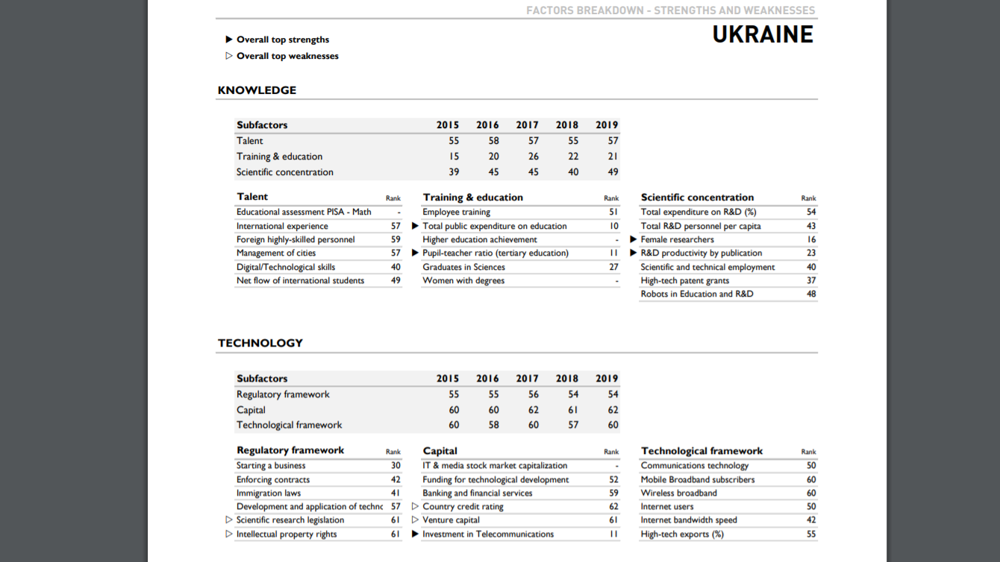 FACTORS BREAKDOWN - STRENGTHS AND WEAKNESSES
UKRAINE
▶ Overall top strengths
▷ Overall top weaknesses
KNOWLEDGE
Subfactors 2015 2016 2017 2018 2019
Talent 55 58 57 55 57
Training & education 15 20 26 22 21
Scientific concentration 39 45 45 40 49
Talent Rank
Educational assessment PISA - Math -
International experience 57
Foreign highly-skilled personnel 59
Management of cities 57
Digital/Technological skills 40
Net flow of international students 49
Training & education Rank
Employee training 51
▶ Total public expenditure on education 10
Higher education achievement -
▶ Pupil-teacher ratio (tertiary education) 11
Graduates in Sciences 27
Women with degrees -
Scientific concentration Rank
Total expenditure on R&D (%) 54
Total R&D personnel per capita 43
▶ Female researchers 16
▶ R&D productivity by publication 23
Scientific and technical employment 40
High-tech patent grants 37
Robots in Education and R&D 48
TECHNOLOGY
Subfactors 2015 2016 2017 2018 2019
Regulatory framework 55 55 56 54 54
Capital 60 60 62 61 62
Technological framework 60 58 60 57 60
Regulatory framework Rank
Starting a business 30
Enforcing contracts 42
Immigration laws 41
Development and application of techno 57
▷ Scientific research legislation 61
▷ Intellectual property rights 61
Capital Rank
IT & media stock market capitalization -
Funding for technological development 52
Banking and financial services 59
▷ Country credit rating 62
▷ Venture capital 61
▶ Investment in Telecommunications 11
Technological framework Rank
Communications technology 50
Mobile Broadband subscribers 60
Wireless broadband 60
Internet users 50
Internet bandwidth speed 42
High-tech exports (%) 55